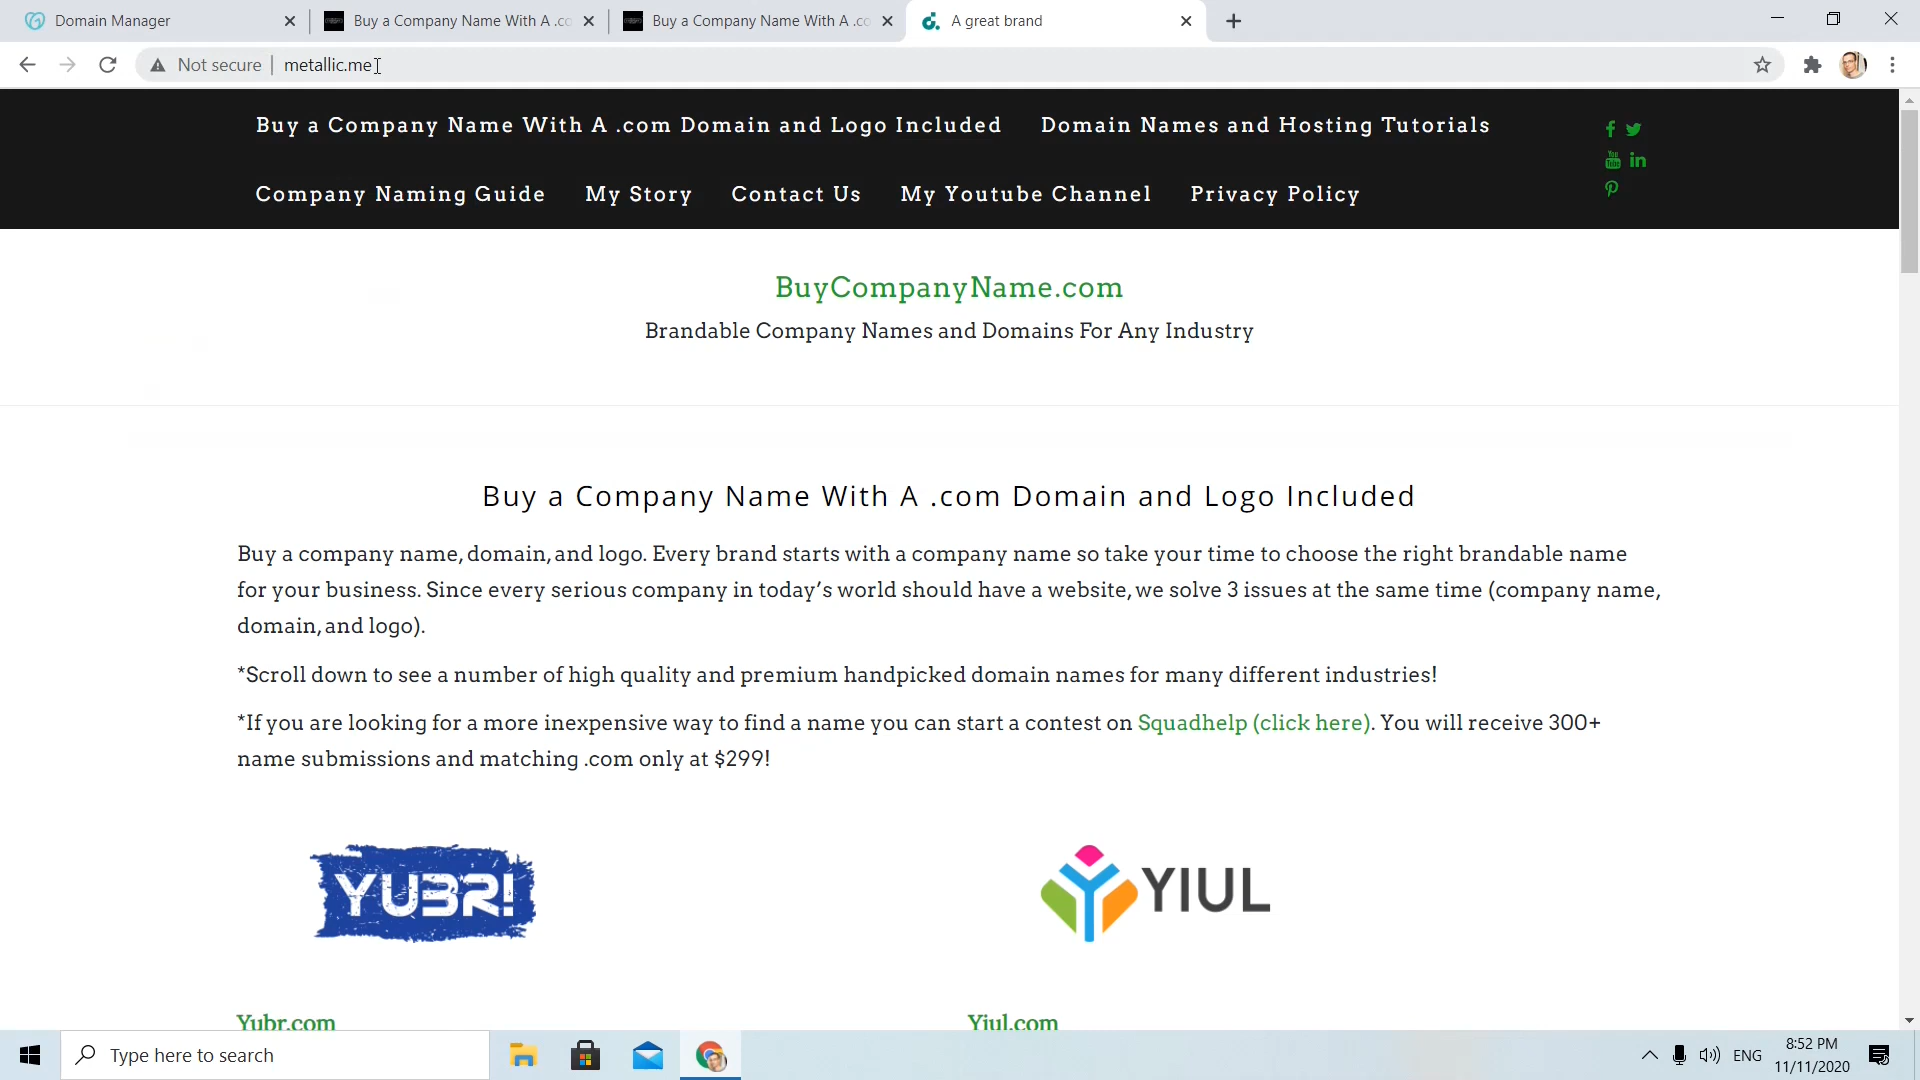 Domain Manager
Buy a Company Name With A .co
Buy a Company Name With A .co
A great brand
Not secure
metallic.me
Buy a Company Name With A .com Domain and Logo Included
Domain Names and Hosting Tutorials
Company Naming Guide
My Story
Contact Us
My Youtube Channel
Privacy Policy
BuyCompanyName.com
Brandable Company Names and Domains For Any Industry
Buy a Company Name With A .com Domain and Logo Included
Buy a company name, domain, and logo. Every brand starts with a company name so take your time to choose the right brandable name
for your business. Since every serious company in today’s world should have a website, we solve 3 issues at the same time (company name,
domain, and logo).
*Scroll down to see a number of high quality and premium handpicked domain names for many different industries!
*If you are looking for a more inexpensive way to find a name you can start a contest on Squadhelp (click here). You will receive 300+
name submissions and matching .com only at $299!
YUBR!
YIUL
Yubr.com
Yiul.com
Type here to search
ENG
8:52 PM
11/11/2020